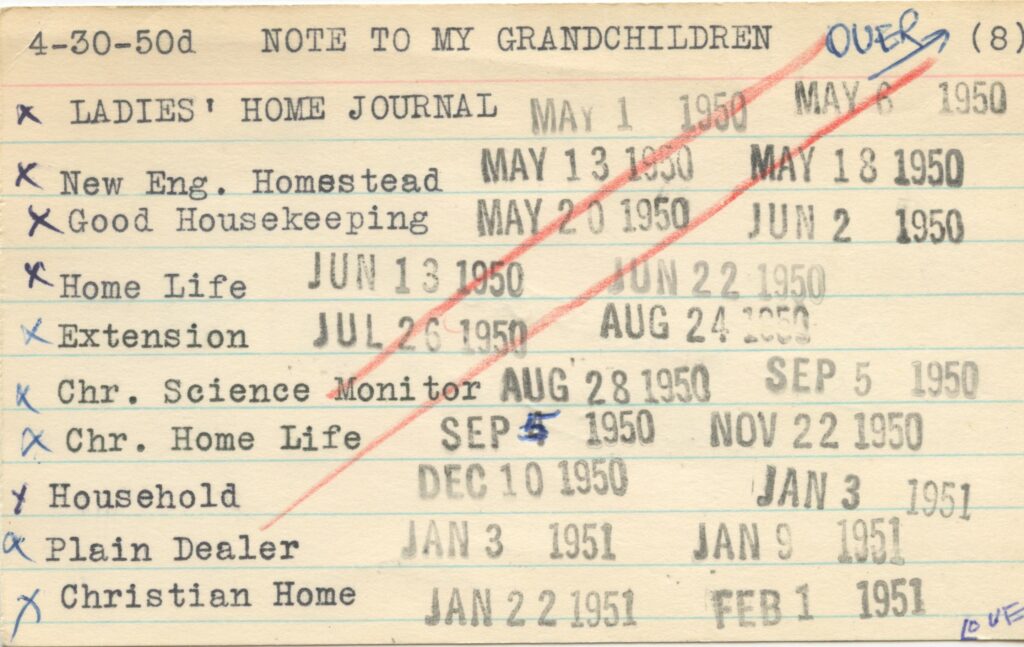 4-30-50d NOTE TO MY GRANDCHILDREN OVER (8)
x LADIES' HOME JOURNAL MAY 1 1950 MAY 6 1950
x New Eng. Homestead MAY 13 1950 MAY 18 1950
x Good Housekeeping MAY 20 1950 JUN 2 1950
x Home Life JUN 13 1950 JUN 22 1950
x Extension JUL 26 1950 AUG 24 1950
x Chr. Science Monitor AUG 28 1950 SEP 5 1950
x Chr. Home Life SEP 5 1950 NOV 22 1950
x Household DEC 10 1950 JAN 3 1951
x Plain Dealer JAN 3 1951 JAN 9 1951
x Christian Home JAN 22 1951 FEB 1 1951
LOVE